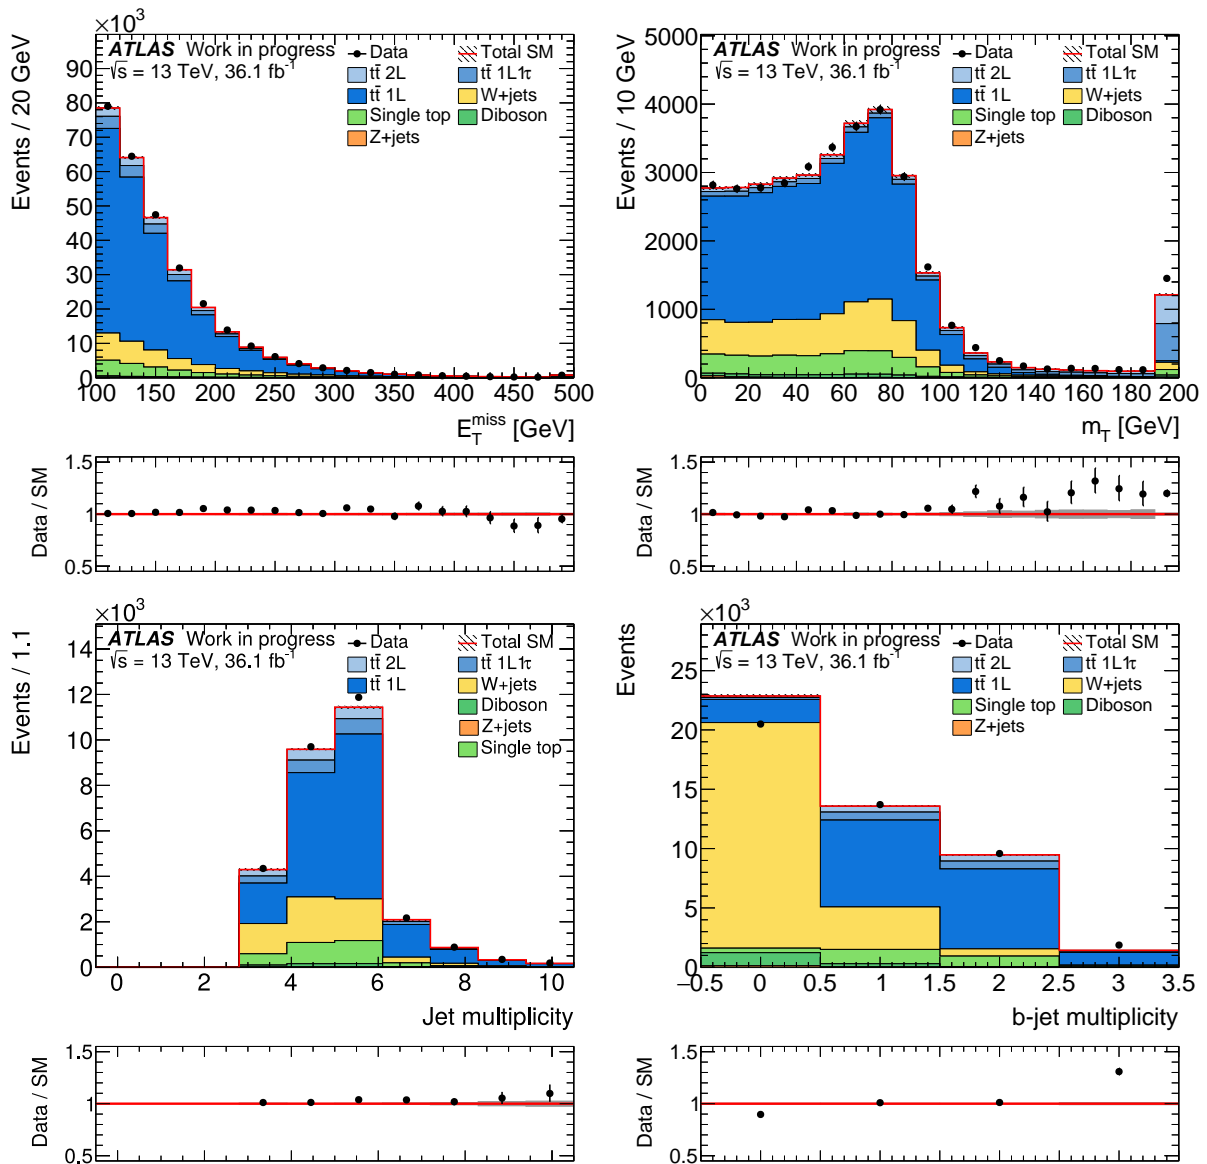 ×10³
ATLAS Work in progress
√s = 13 TeV, 36.1 fb⁻¹
Data
Total SM
tt̄ 2L
tt̄ 1L1τ
tt̄ 1L
W+jets
Single top
Diboson
Z+jets
Events / 20 GeV
90
80
70
60
50
40
30
20
10
0
100 150 200 250 300 350 400 450 500
E_T^miss [GeV]
Data / SM
1.5
1
0.5
ATLAS Work in progress
√s = 13 TeV, 36.1 fb⁻¹
Data
Total SM
tt̄ 2L
tt̄ 1L1τ
tt̄ 1L
W+jets
Single top
Diboson
Z+jets
Events / 10 GeV
5000
4000
3000
2000
1000
0
0 20 40 60 80 100 120 140 160 180 200
m_T [GeV]
Data / SM
1.5
1
0.5
×10³
ATLAS Work in progress
√s = 13 TeV, 36.1 fb⁻¹
Data
Total SM
tt̄ 2L
tt̄ 1L1τ
tt̄ 1L
W+jets
Diboson
Z+jets
Single top
Events / 1.1
14
12
10
8
6
4
2
0
0 2 4 6 8 10
Jet multiplicity
Data / SM
1.5
1
0.5
×10³
ATLAS Work in progress
√s = 13 TeV, 36.1 fb⁻¹
Data
Total SM
tt̄ 2L
tt̄ 1L1τ
tt̄ 1L
W+jets
Single top
Diboson
Z+jets
Events
25
20
15
10
5
0
−0.5 0 0.5 1 1.5 2 2.5 3 3.5
b-jet multiplicity
Data / SM
1.5
1
0.5